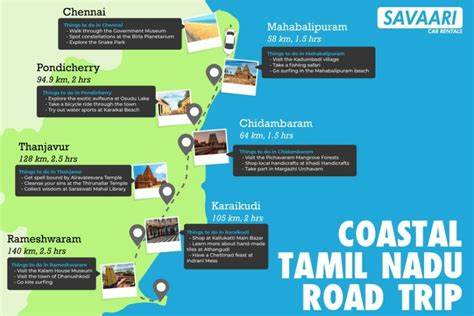 Chennai
Things to do in Chennai
- Walk through the Government Museum
- Spot constellations at the Birla Planetarium
- Explore the Snake Park
SAVAARI
CAR RENTALS
Mahabalipuram
58 km, 1.5 hrs
Things to do in Mahabalipuram
- Visit the Kadumbadi village
- Take a fishing safari
- Go surfing in the Mahabalipuram beach
Pondicherry
94.9 km, 2 hrs
Things to do in Pondicherry
- Explore the exotic avifauna at Osudu Lake
- Take a bicycle ride through the town
- Try out water sports at Karaikal Beach
Chidambaram
64 km, 1.5 hrs
Things to do in Chidambaram
- Visit the Pichavaram Mangrove Forests
- Shop local handicrafts at Khadi Handicrafts
- Take part in Margazhi Urchavam
Thanjavur
128 km, 2.5 hrs
Things to do in Thanjavur
- Get spell bound by Airavatesvara Temple
- Cleanse your sins at the Thirunallar Temple
- Collect wisdom at Saraswati Mahal Library
Karaikudi
105 km, 2 hrs
Things to do in Karaikudi
- Shop at Kallukatti Main Bazar
- Learn more about hand-made
tiles at Athangudi
- Have a Chettinad feast at
Indrani Mess
Rameshwaram
140 km, 2.5 hrs
Things to do in Rameshwaram
- Visit the Kalam House Museum
- Visit the town of Dhanushkodi
- Go kite surfing
COASTAL
TAMIL NADU
ROAD TRIP